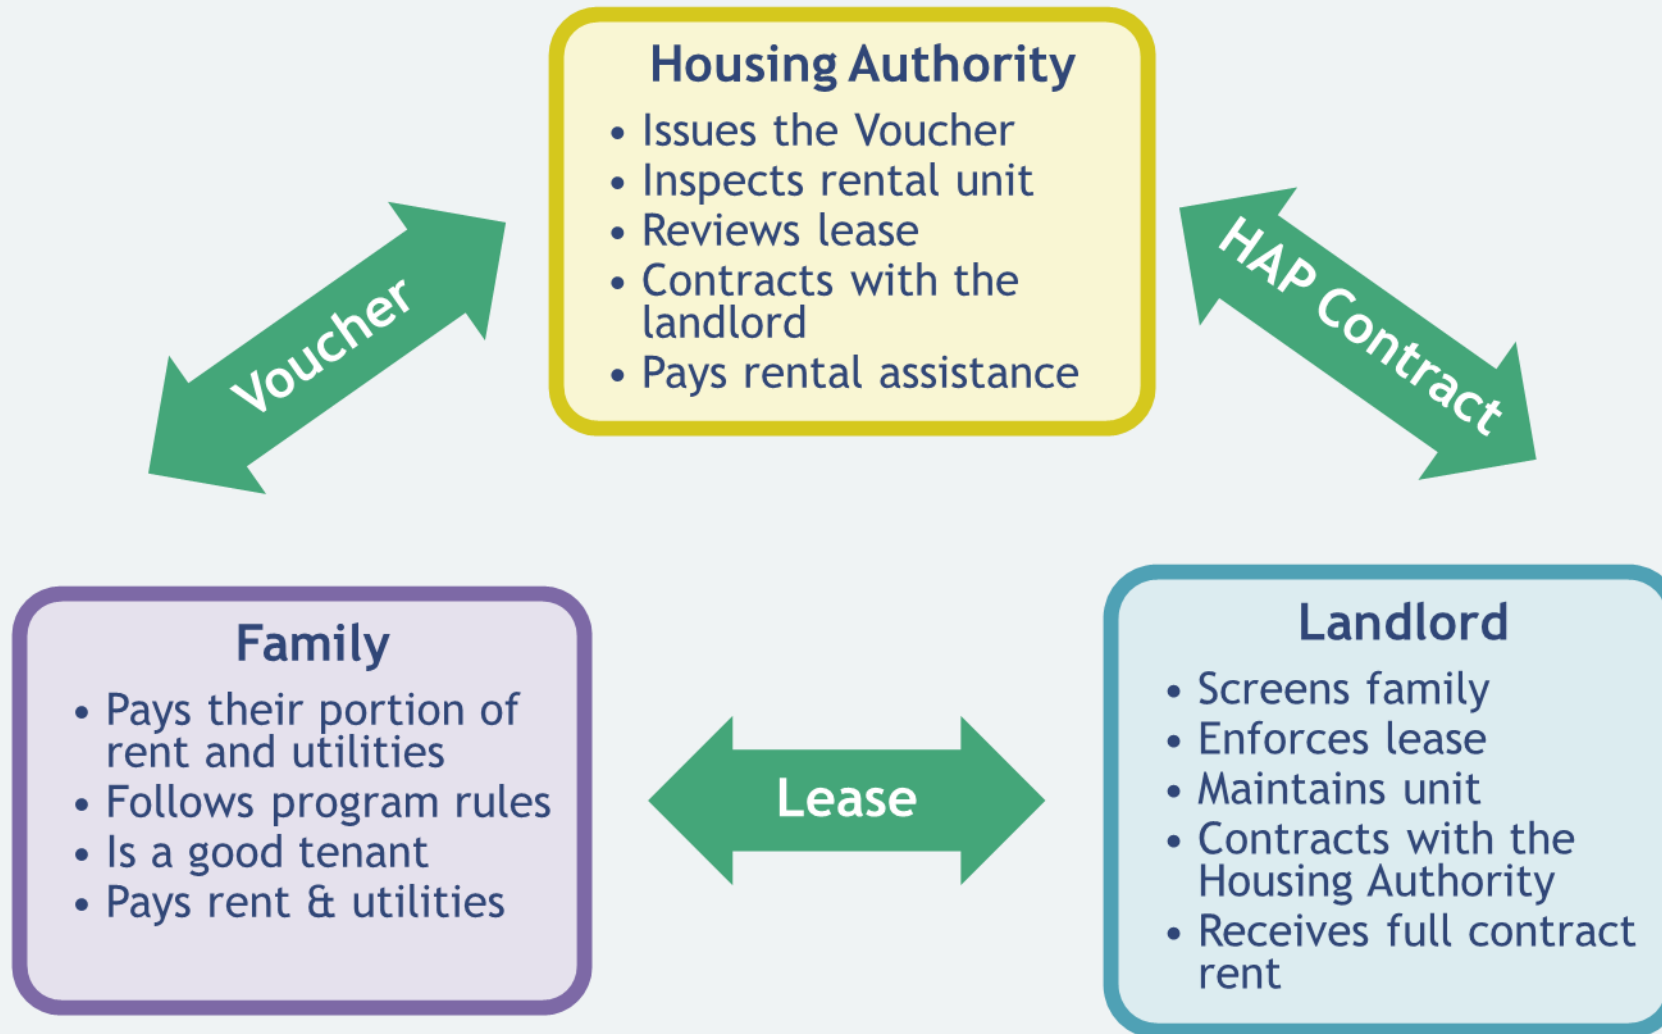 Housing Authority
• Issues the Voucher
• Inspects rental unit
• Reviews lease
• Contracts with the
landlord
• Pays rental assistance
Voucher
HAP Contract
Family
• Pays their portion of
rent and utilities
• Follows program rules
• Is a good tenant
• Pays rent & utilities
Lease
Landlord
• Screens family
• Enforces lease
• Maintains unit
• Contracts with the
Housing Authority
• Receives full contract
rent